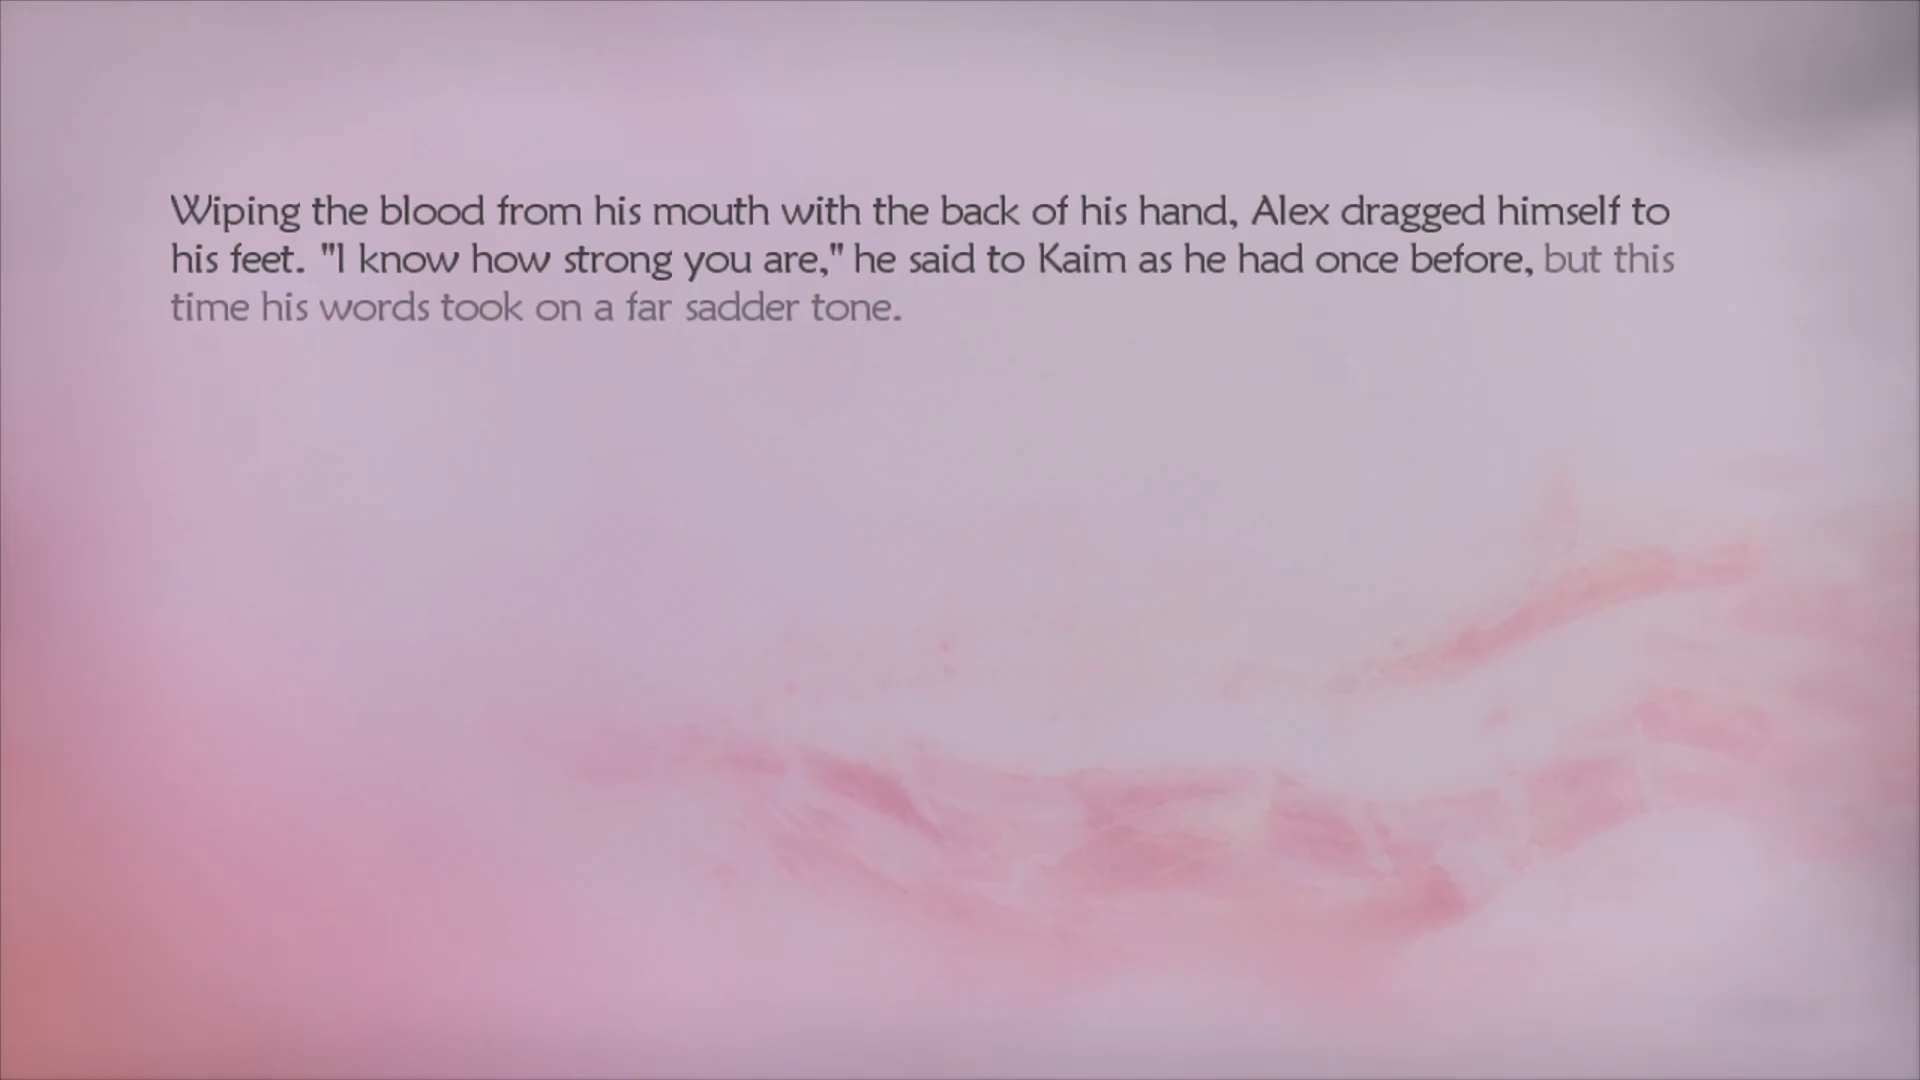 Wiping the blood from his mouth with the back of his hand, Alex dragged himself to
his feet. "I know how strong you are," he said to Kaim as he had once before, but this
time his words took on a far sadder tone.